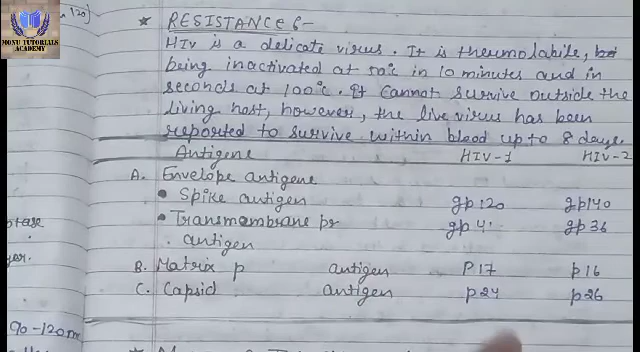 n, 120)
MONU TUTORIALS
ACADEMY
* RESISTANCE :-
HIV is a delicate virus. It is thermolabile,
being inactivated at 50°C in 10 minutes and in
seconds at 100°C. It cannot survive outside the
living host, however, the live virus has been
reported to survive within blood up to 8 days.
Antigens HIV-1 HIV-2
A. Envelope antigens
• Spike antigen gp120 gp140
• Transmembrane pr gp41 gp36
antigen
B. Matrix p antigen P17 p16
C. Capsid antigen p24 p26
90-120nm